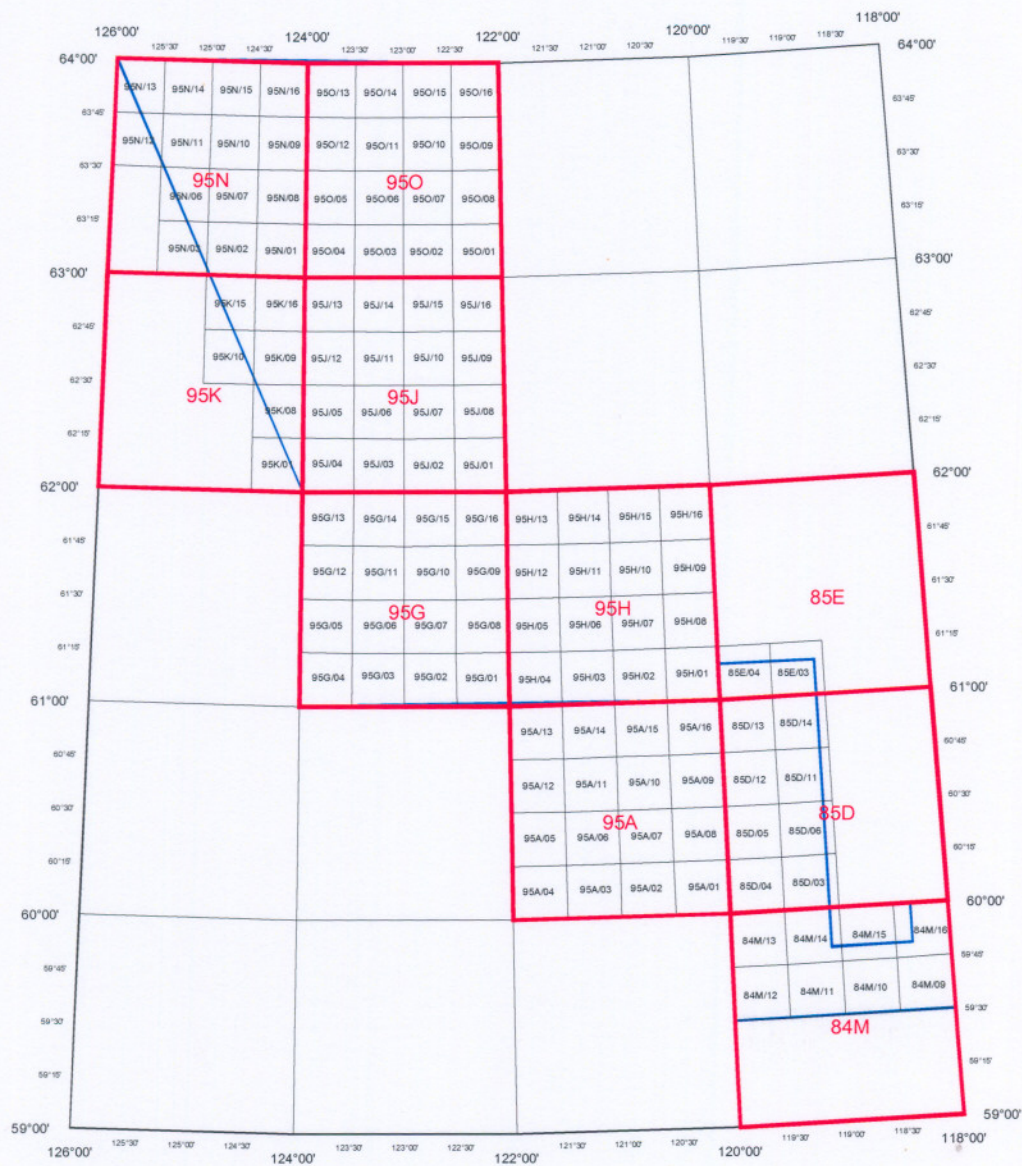 126°00' 125°30' 125°00' 124°30' 124°00' 123°30' 123°00' 122°30' 122°00' 121°30' 121°00' 120°30' 120°00' 119°30' 119°00' 118°30' 118°00'
64°00' 64°00'
95N/13 95N/14 95N/15 95N/16 95O/13 95O/14 95O/15 95O/16
63°45' 63°45'
95N/12 95N/11 95N/10 95N/09 95O/12 95O/11 95O/10 95O/09
63°30' 63°30'
95N 95O
95N/06 95N/07 95N/08 95O/05 95O/06 95O/07 95O/08
63°15' 63°15'
95N/03 95N/02 95N/01 95O/04 95O/03 95O/02 95O/01
63°00' 63°00'
95K/15 95K/16 95J/13 95J/14 95J/15 95J/16
62°45' 62°45'
95K/10 95K/09 95J/12 95J/11 95J/10 95J/09
62°30' 62°30'
95K 95J
95K/08 95J/05 95J/06 95J/07 95J/08
62°15' 62°15'
95K/01 95J/04 95J/03 95J/02 95J/01
62°00' 62°00'
95G/13 95G/14 95G/15 95G/16 95H/13 95H/14 95H/15 95H/16
61°45' 61°45'
95G/12 95G/11 95G/10 95G/09 95H/12 95H/11 95H/10 95H/09
61°30' 61°30'
95G 95H 85E
95G/05 95G/06 95G/07 95G/08 95H/05 95H/06 95H/07 95H/08
61°15' 61°15'
95G/04 95G/03 95G/02 95G/01 95H/04 95H/03 95H/02 95H/01 85E/04 85E/03
61°00' 61°00'
95A/13 95A/14 95A/15 95A/16 85D/13 85D/14
60°45' 60°45'
95A/12 95A/11 95A/10 95A/09 85D/12 85D/11
60°30' 60°30'
95A 85D
95A/05 95A/06 95A/07 95A/08 85D/05 85D/06
60°15' 60°15'
95A/04 95A/03 95A/02 95A/01 85D/04 85D/03
60°00' 60°00'
84M/13 84M/14 84M/15 84M/16
59°45' 59°45'
84M/12 84M/11 84M/10 84M/09
59°30' 59°30'
84M
59°15' 59°15'
59°00' 59°00'
126°00' 125°30' 125°00' 124°30' 124°00' 123°30' 123°00' 122°30' 122°00' 121°30' 121°00' 120°30' 120°00' 119°30' 119°00' 118°30' 118°00'